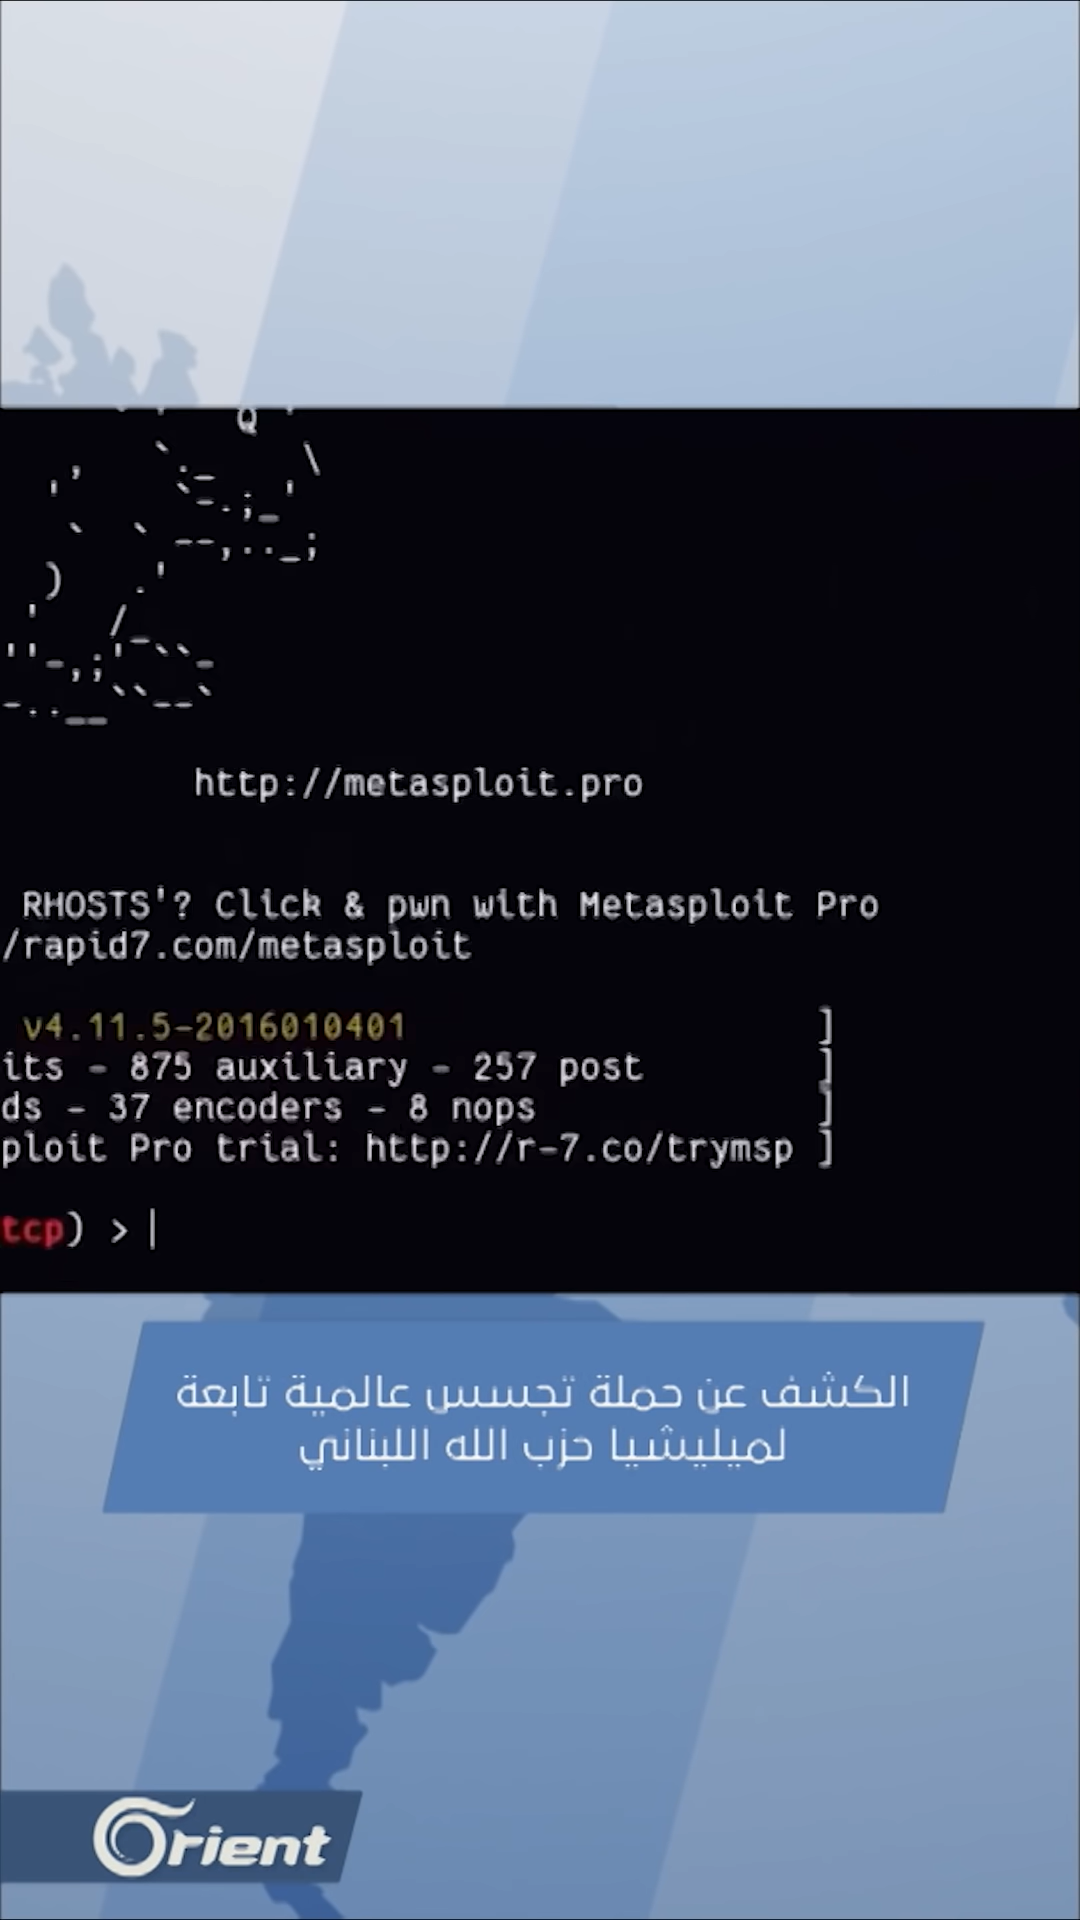 http://metasploit.pro
RHOSTS'? Click & pwn with Metasploit Pro
/rapid7.com/metasploit
v4.11.5-2016010401 ]
its - 875 auxiliary - 257 post ]
ds - 37 encoders - 8 nops ]
ploit Pro trial: http://r-7.co/trymsp ]
tcp) >
الكشف عن حملة تجسس عالمية تابعة
لميليشيا حزب الله اللبناني
Orient